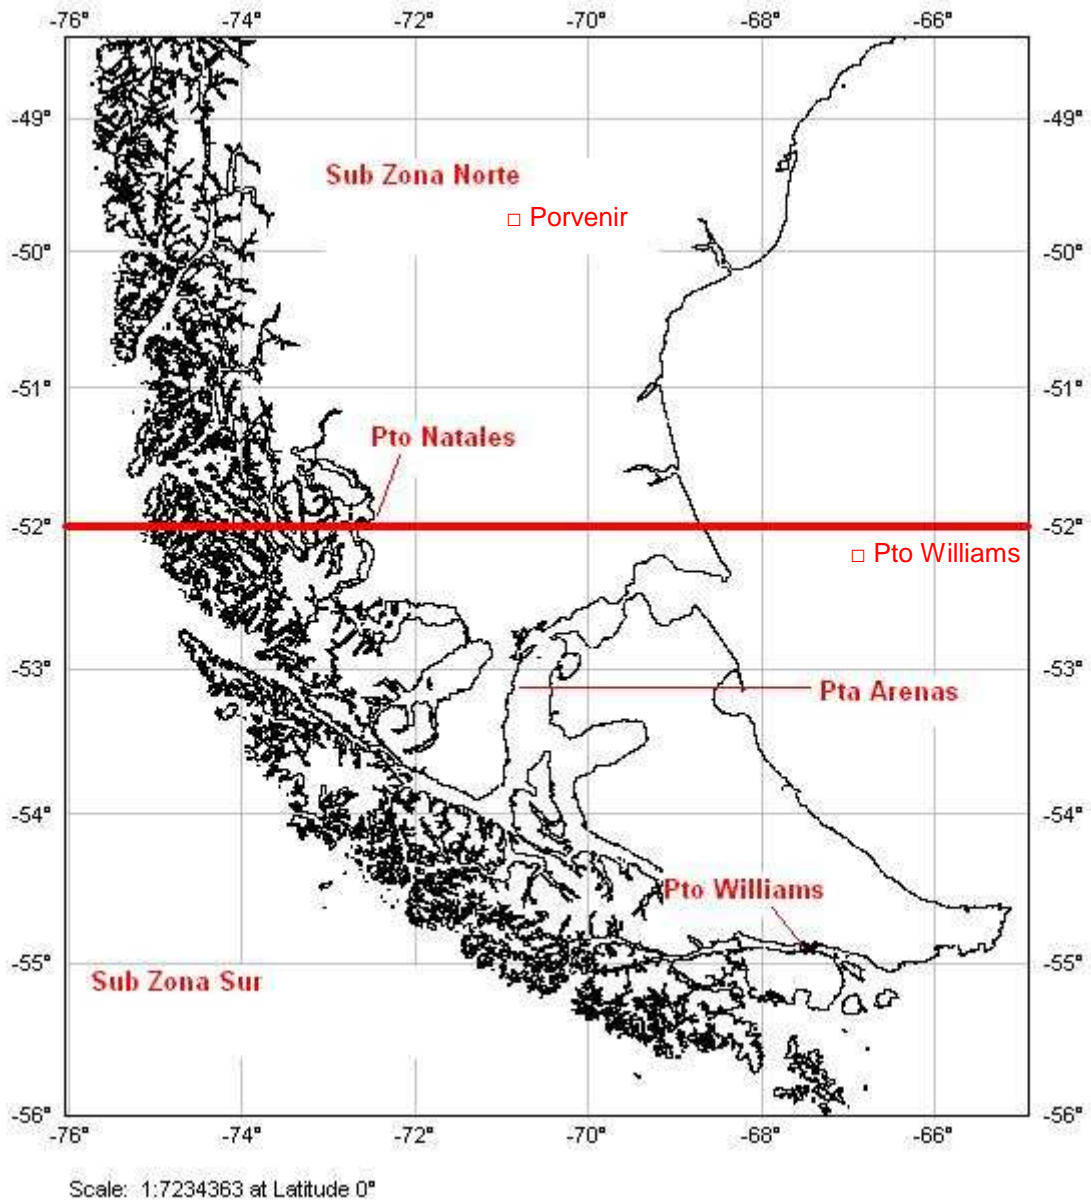 -76° -74° -72° -70° -68° -66°
-49° -49°
Sub Zona Norte
□ Porvenir
-50° -50°
-51° -51°
Pto Natales
-52° -52°
□ Pto Williams
-53° -53°
Pta Arenas
-54° -54°
Pto Williams
-55° -55°
Sub Zona Sur
-56° -56°
-76° -74° -72° -70° -68° -66°
Scale: 1:7234363 at Latitude 0°